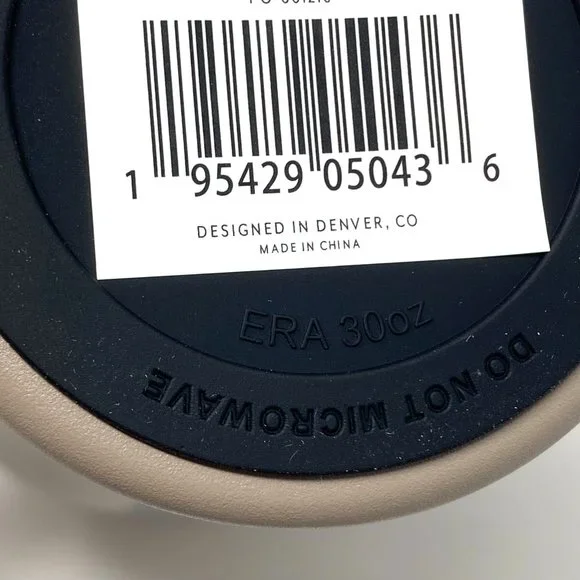 1 95429 05043 6
DESIGNED IN DENVER, CO
MADE IN CHINA
ERA 30oz
DO NOT MICROWAVE